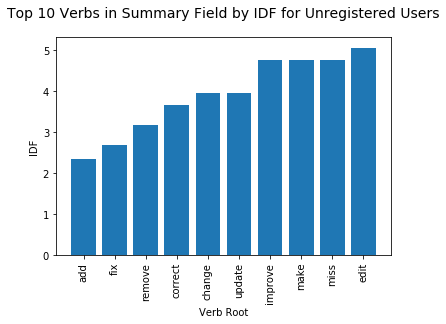 Top 10 Verbs in Summary Field by IDF for Unregistered Users
5
4
3
2
1
0
IDF
add
fix
remove
correct
change
update
improve
make
miss
edit
Verb Root